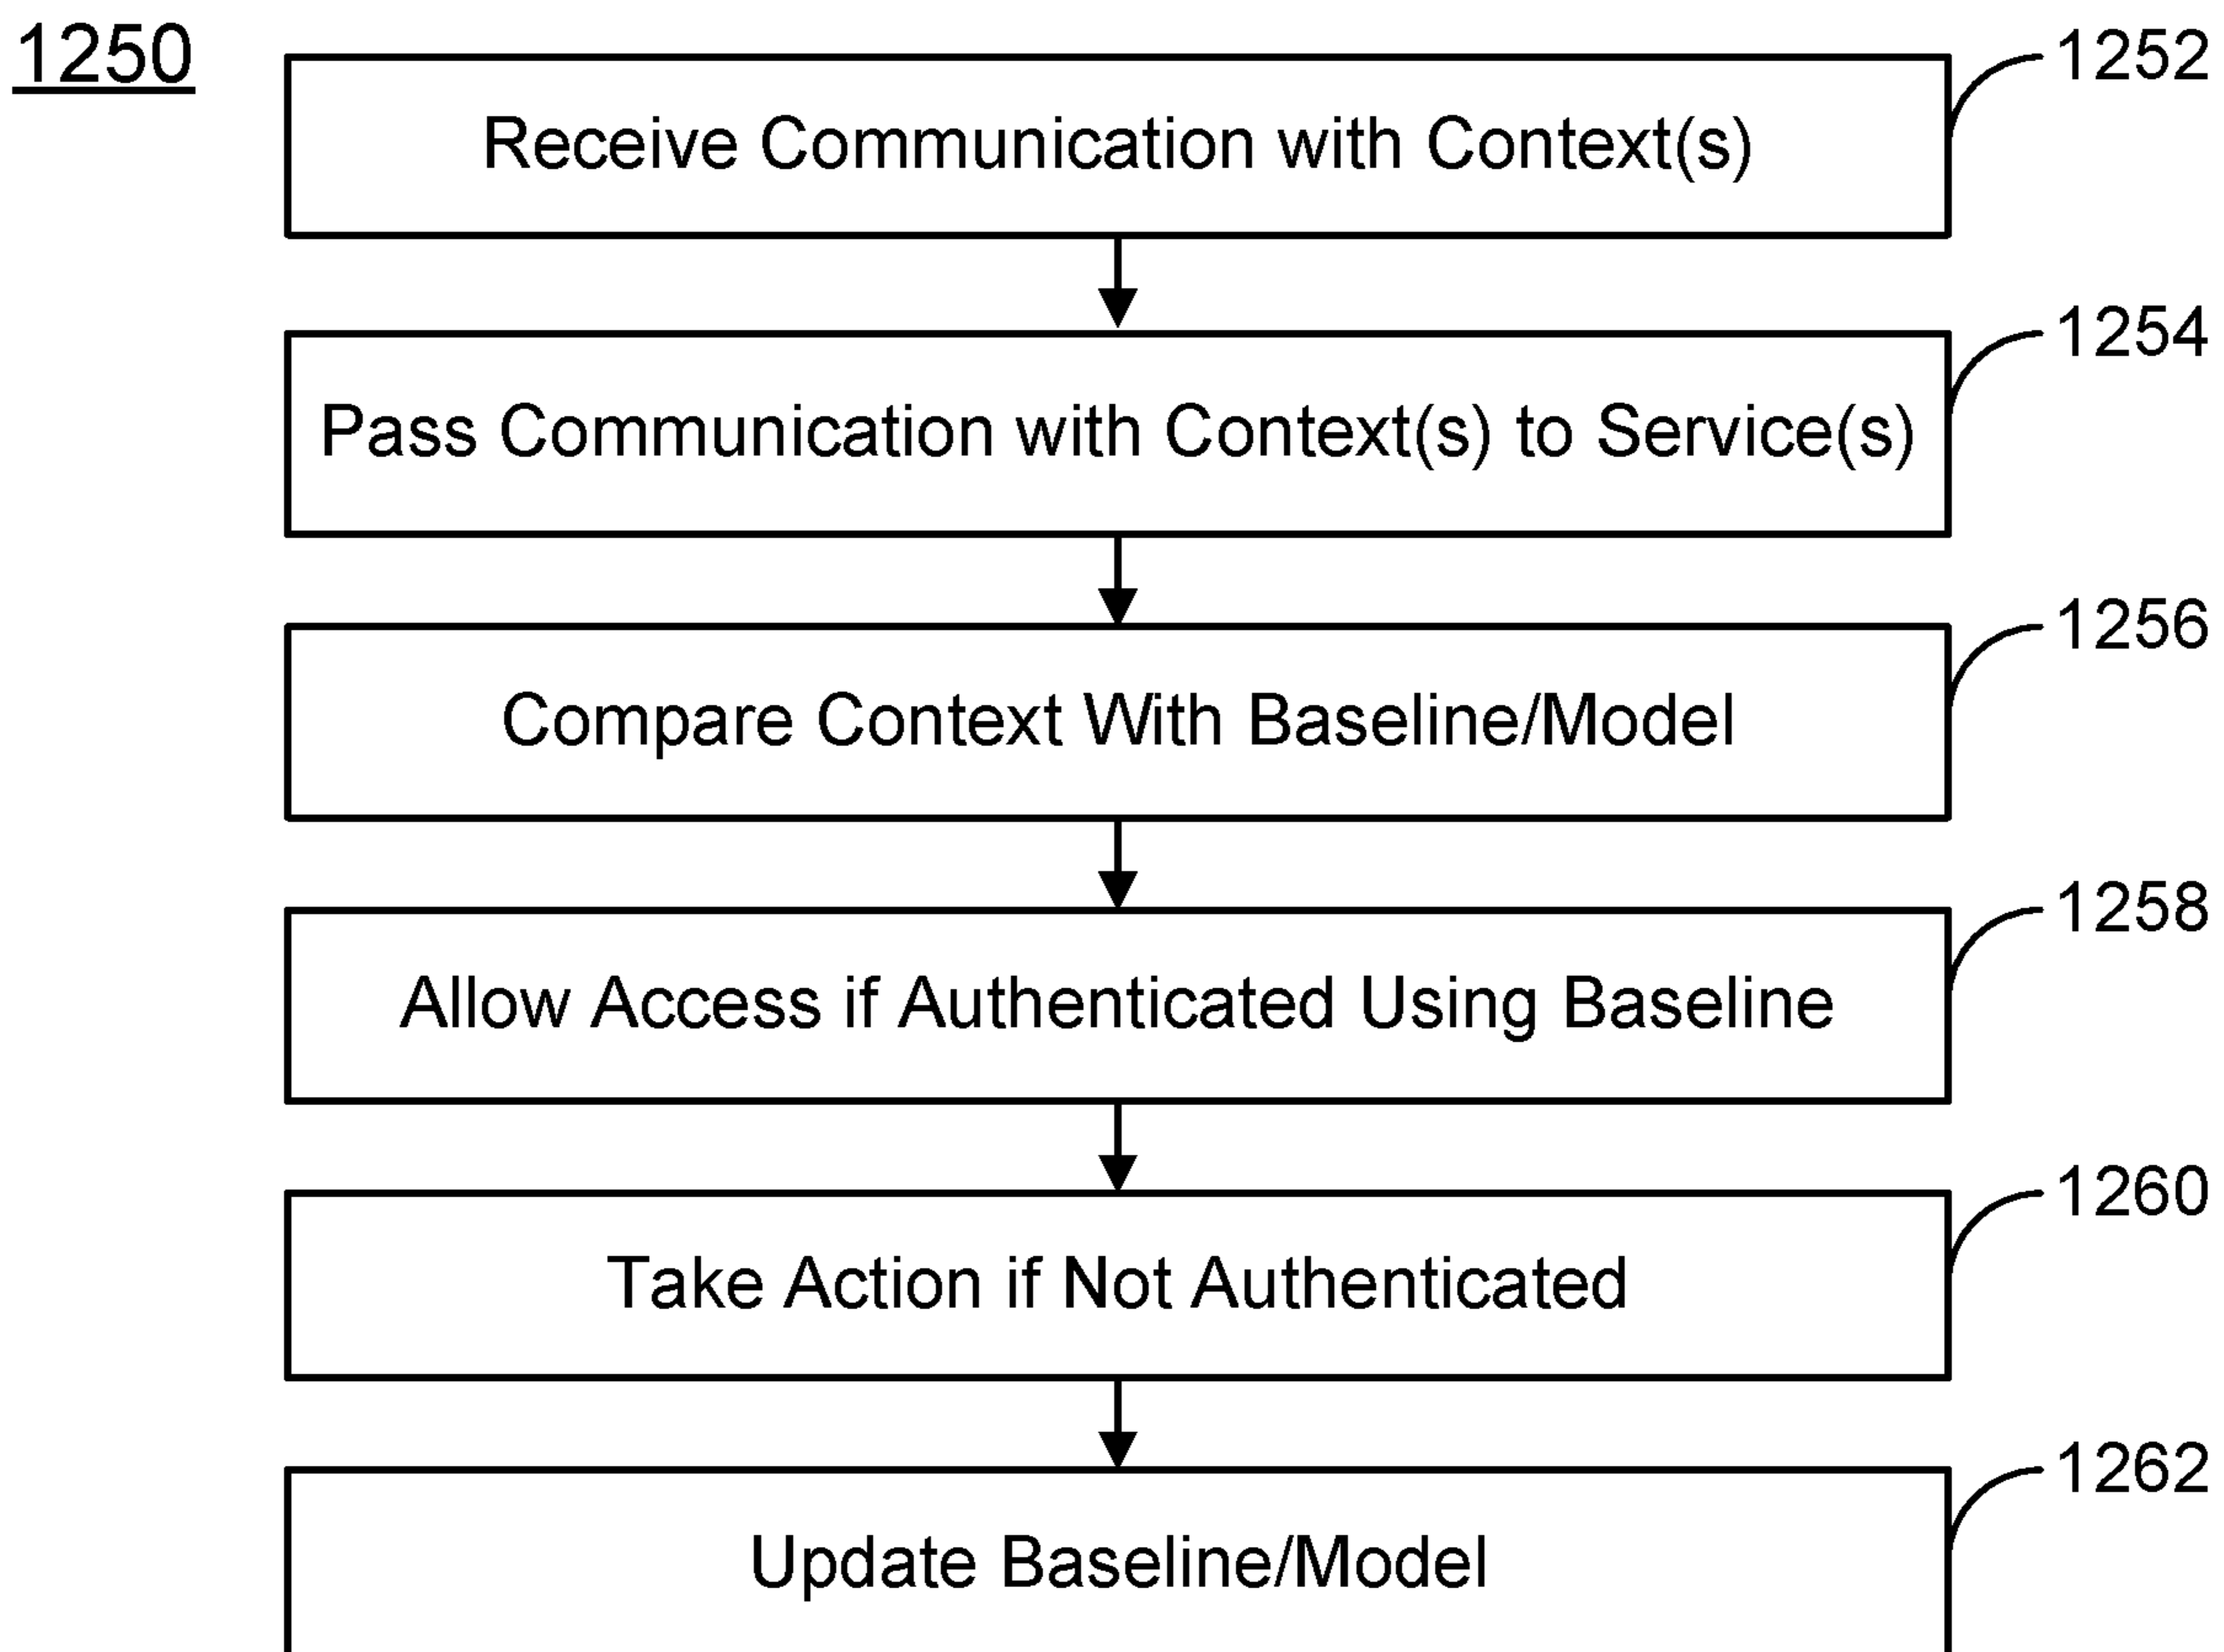 1250
1252
Receive Communication with Context(s)
1254
Pass Communication with Context(s) to Service(s)
1256
Compare Context With Baseline/Model
1258
Allow Access if Authenticated Using Baseline
1260
Take Action if Not Authenticated
1262
Update Baseline/Model